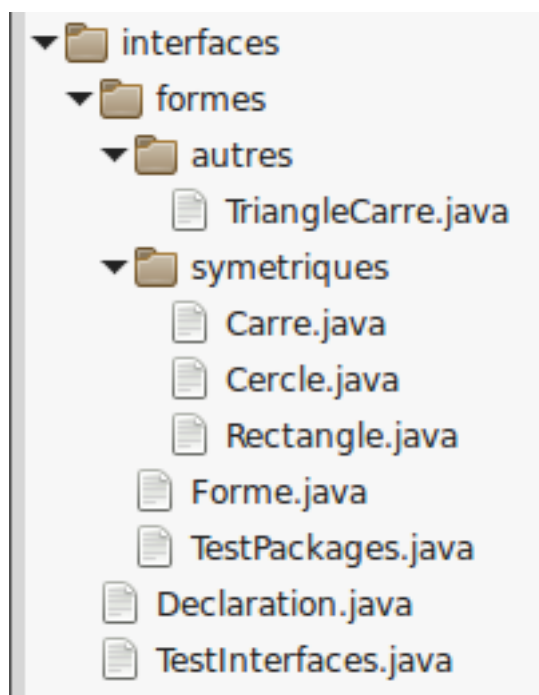 interfaces
formes
autres
TriangleCarre.java
symetriques
Carre.java
Cercle.java
Rectangle.java
Forme.java
TestPackages.java
Declaration.java
TestInterfaces.java